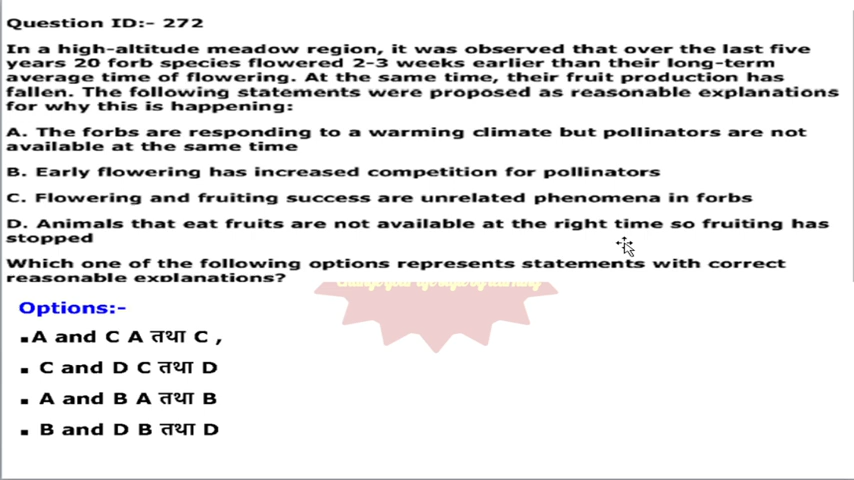 Question ID:- 272
In a high-altitude meadow region, it was observed that over the last five
years 20 forb species flowered 2-3 weeks earlier than their long-term
average time of flowering. At the same time, their fruit production has
fallen. The following statements were proposed as reasonable explanations
for why this is happening:
A. The forbs are responding to a warming climate but pollinators are not
available at the same time
B. Early flowering has increased competition for pollinators
C. Flowering and fruiting success are unrelated phenomena in forbs
D. Animals that eat fruits are not available at the right time so fruiting has
stopped
Which one of the following options represents statements with correct
reasonable explanations?
change your life style by learning
Options:-
▪A and C A तथा C ,
▪ C and D C तथा D
▪ A and B A तथा B
▪ B and D B तथा D